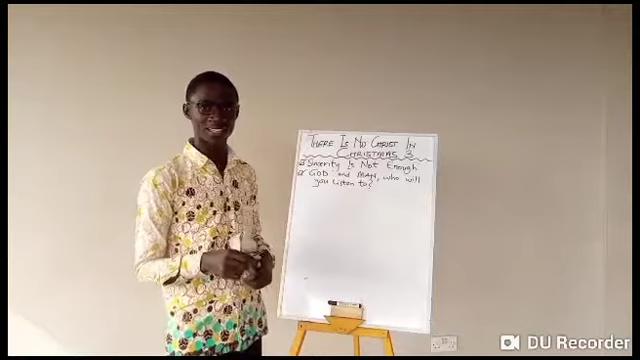 THERE IS NO CHRIST IN
CHRISTMAS 3
Sincerity Is Not Enough
GOD and MAN, who will
you Listen to?
DU Recorder